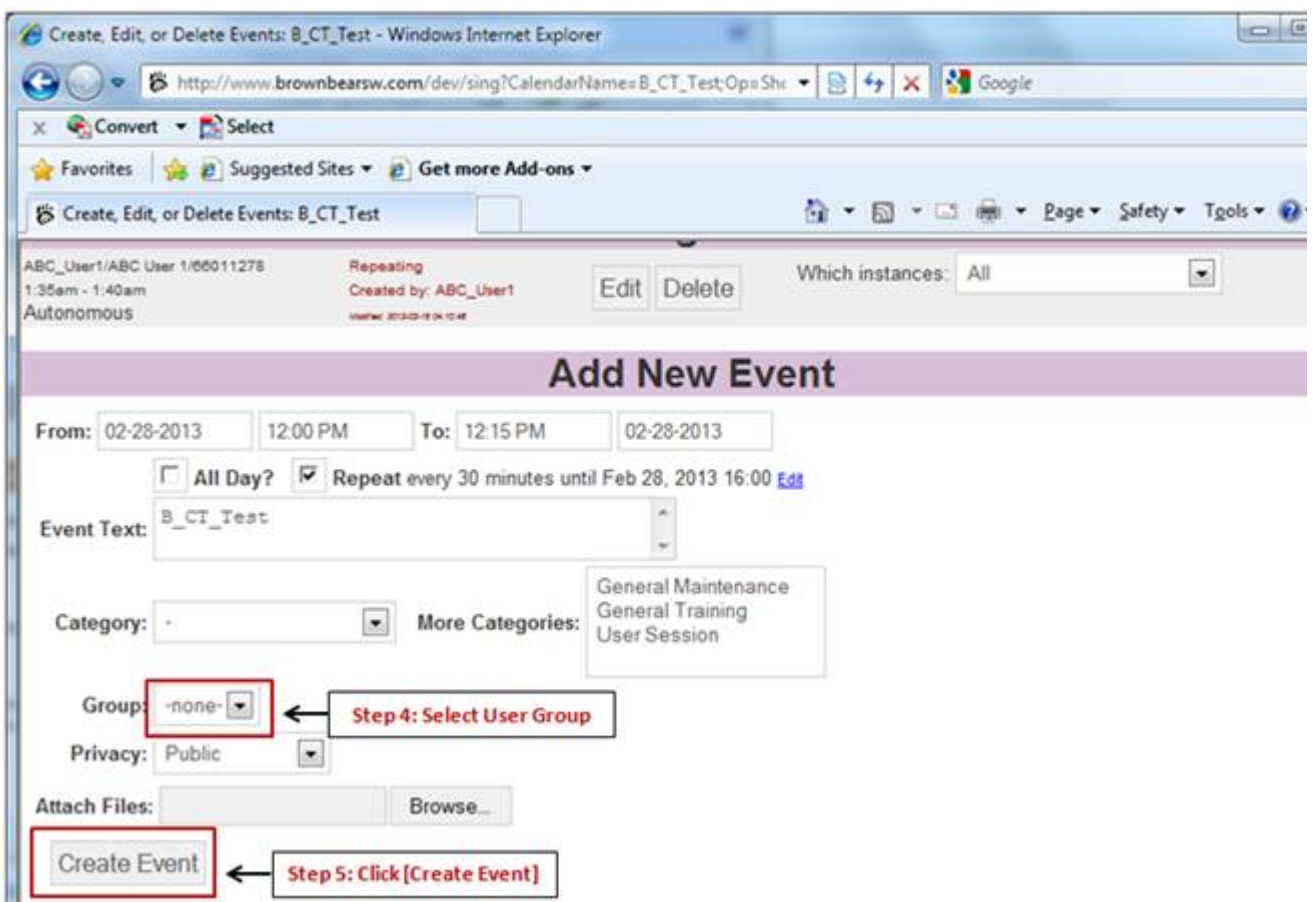 Create, Edit, or Delete Events: B_CT_Test - Windows Internet Explorer
http://www.brownbearsw.com/dev/sing?CalendarName=B_CT_Test;Op=Sho
Google
x Convert Select
Favorites Suggested Sites Get more Add-ons
Create, Edit, or Delete Events: B_CT_Test Page Safety Tools
ABC_User1/ABC User 1/66011278 Repeating Edit Delete Which instances: All
1:35am - 1:40am Created by: ABC_User1
Autonomous
Add New Event
From: 02-28-2013 12:00 PM To: 12:15 PM 02-28-2013
All Day? Repeat every 30 minutes until Feb 28, 2013 16:00 Edit
Event Text: B_CT_Test
Category: - More Categories: General Maintenance
General Training
User Session
Group: -none- Step 4: Select User Group
Privacy: Public
Attach Files: Browse...
Create Event Step 5: Click [Create Event]